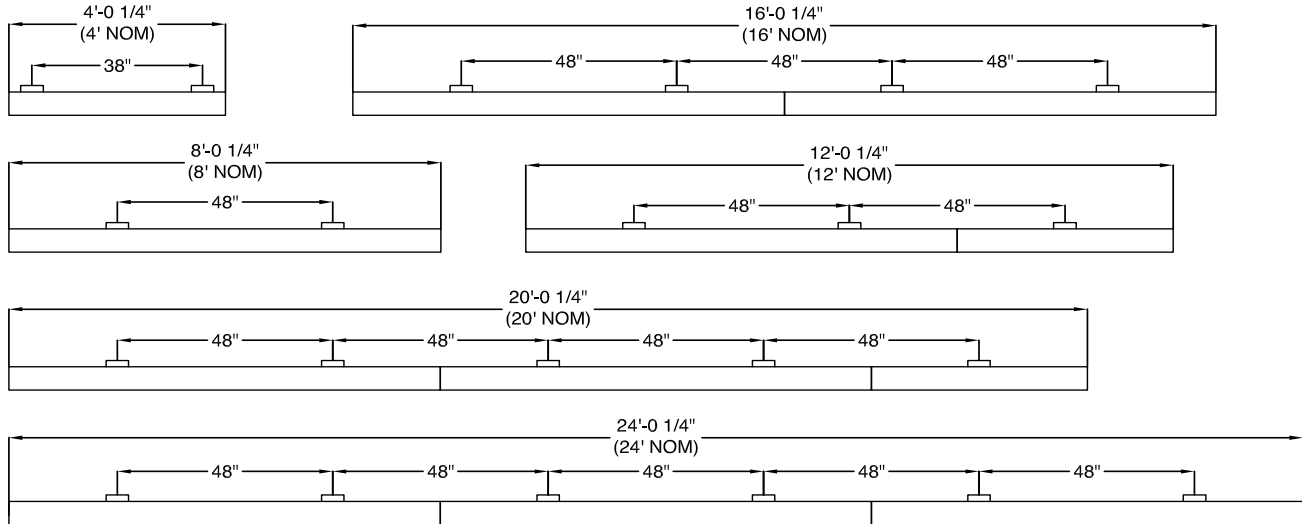 4'-0 1/4"
(4' NOM)
38"
16'-0 1/4"
(16' NOM)
48" 48" 48"
8'-0 1/4"
(8' NOM)
48"
12'-0 1/4"
(12' NOM)
48" 48"
20'-0 1/4"
(20' NOM)
48" 48" 48" 48"
24'-0 1/4"
(24' NOM)
48" 48" 48" 48" 48"